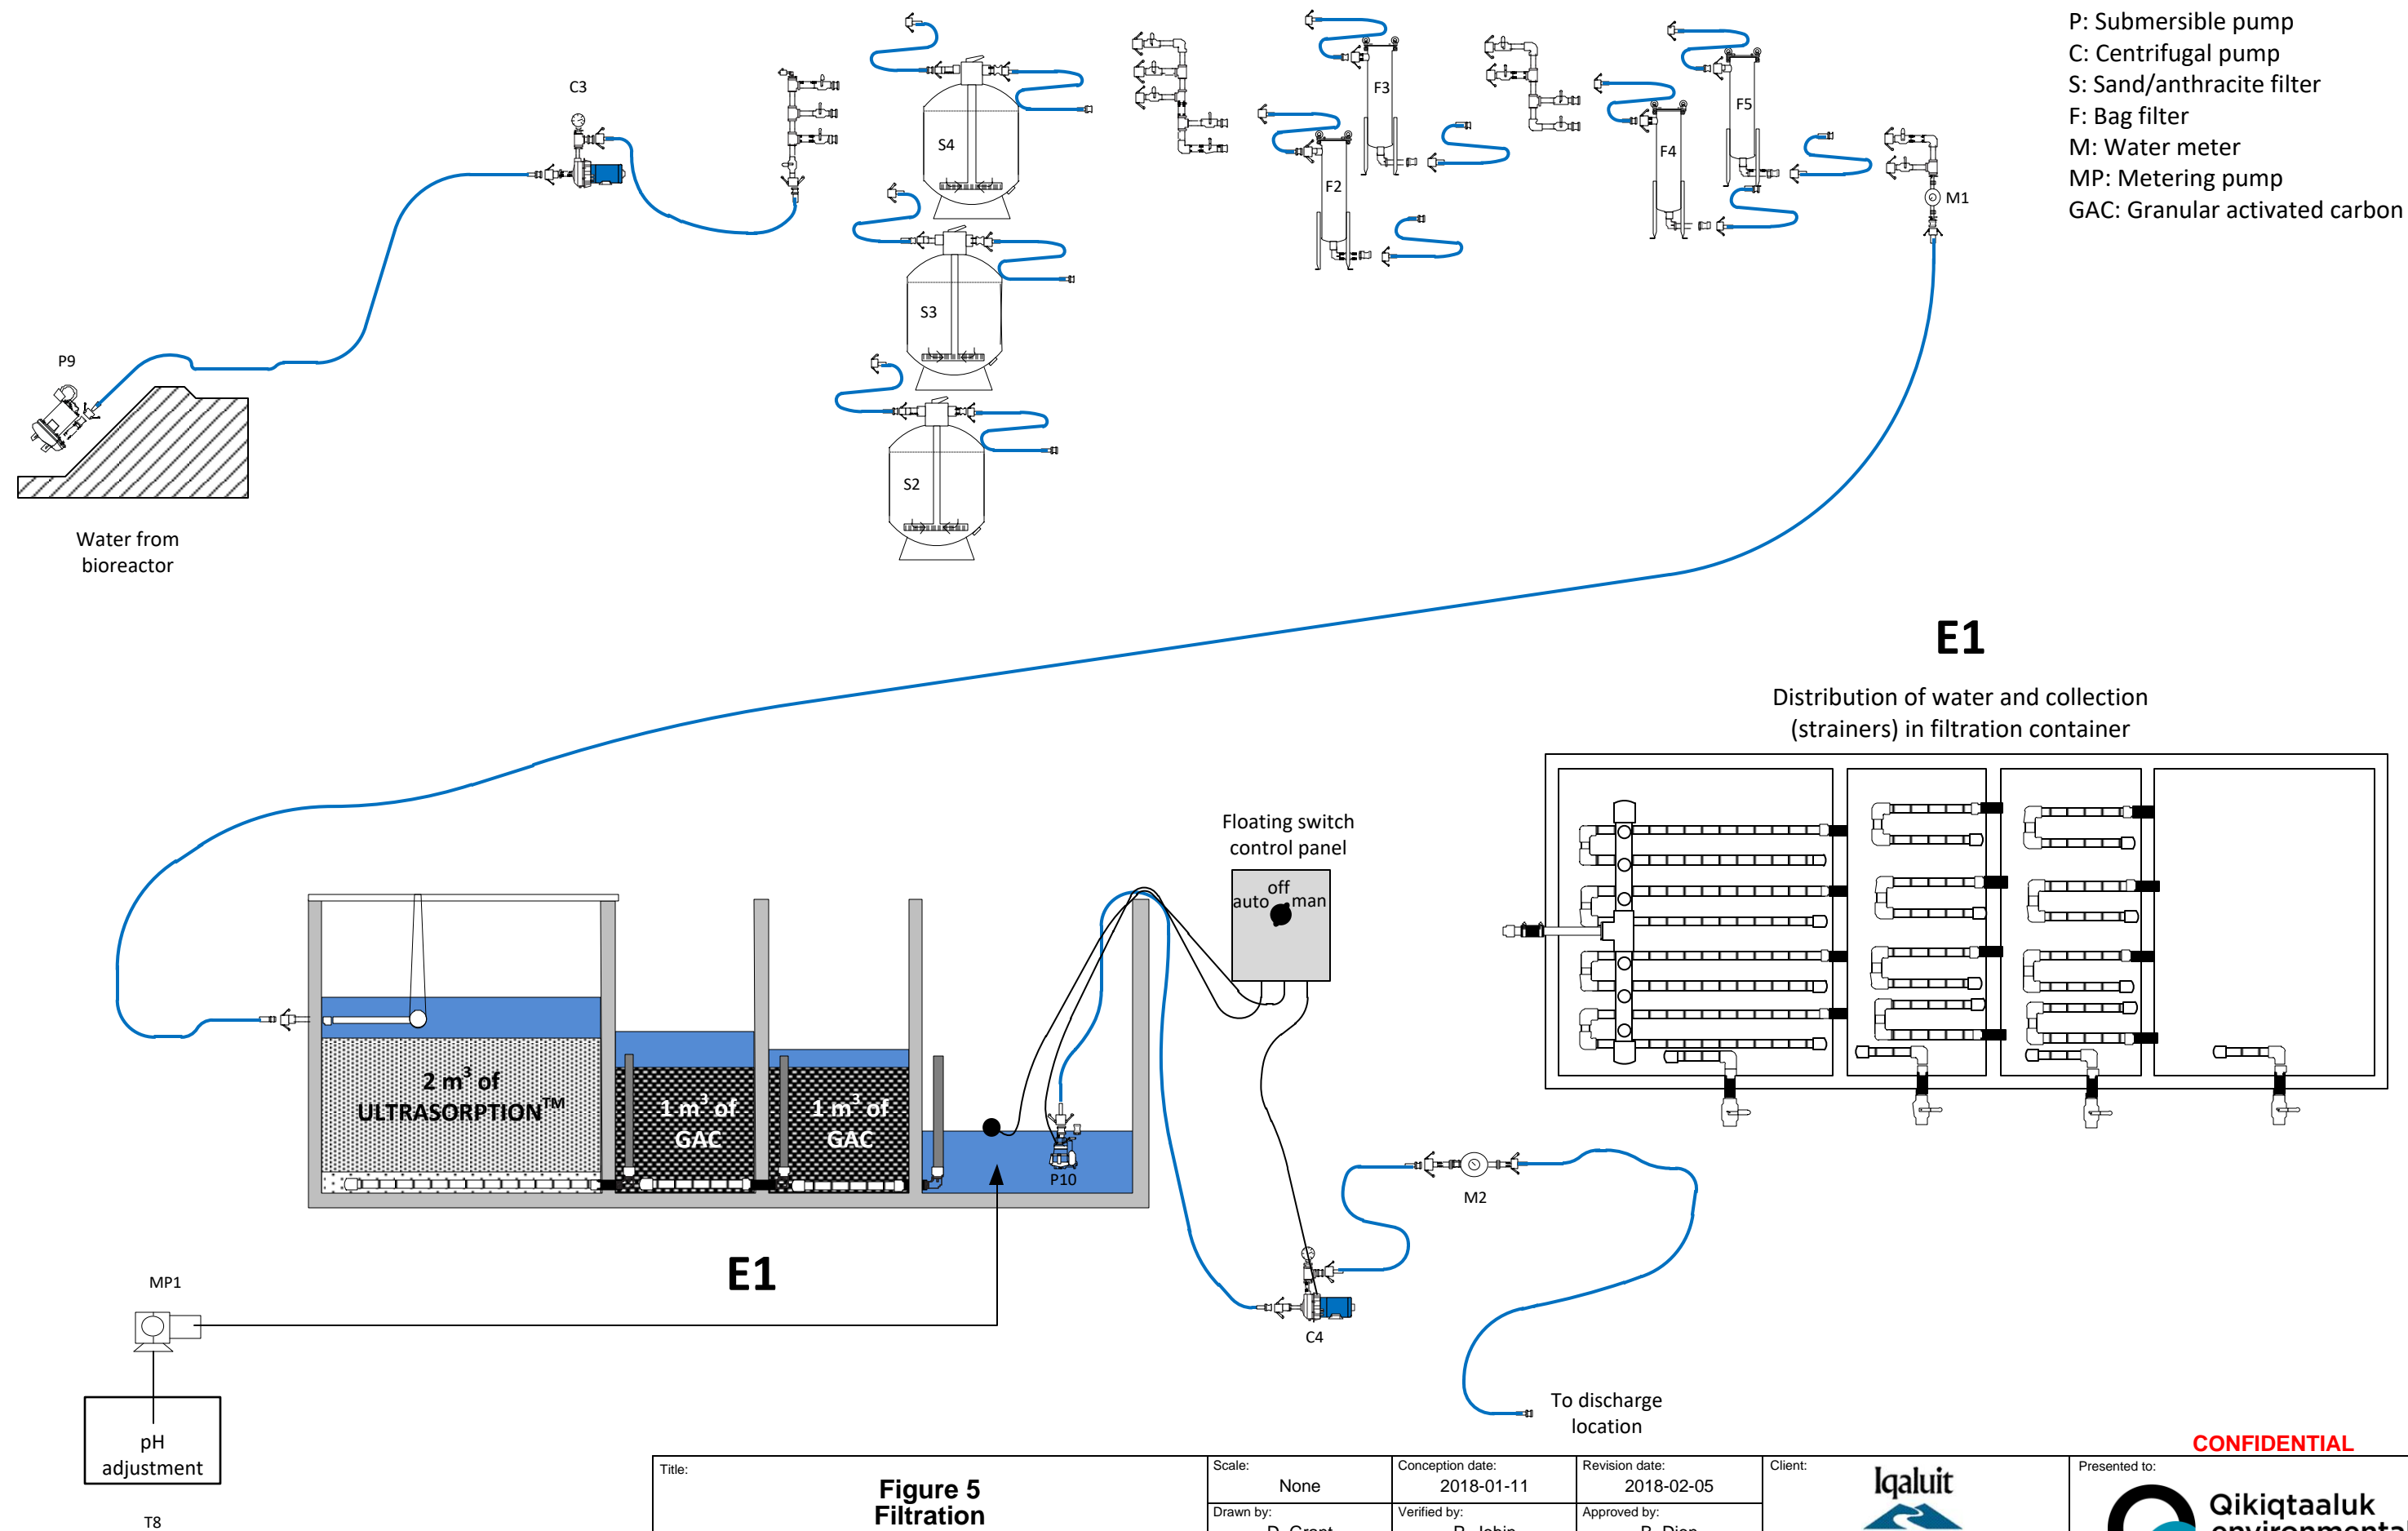 P: Submersible pump
C: Centrifugal pump
S: Sand/anthracite filter
F: Bag filter
M: Water meter
MP: Metering pump
GAC: Granular activated carbon
C3
S4
S3
S2
F3
F2
F5
F4
M1
P9
Water from
bioreactor
E1
Distribution of water and collection
(strainers) in filtration container
Floating switch
control panel
off
auto
man
2 m³ of
ULTRASORPTION™
1 m³ of
GAC
1 m³ of
GAC
P10
M2
E1
MP1
C4
pH
adjustment
T8
To discharge
location
CONFIDENTIAL
Title:
Figure 5
Filtration
Scale:
None
Conception date:
2018-01-11
Revision date:
2018-02-05
Drawn by:
Verified by:
Approved by:
Client:
Iqaluit
Presented to:
Qikiqtaaluk